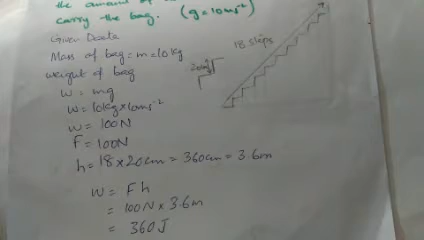 the amount of
carry the bag. (g=10ms⁻²)
Given Data
Mass of bag = m = 10kg
weight of bag
W = mg
W = 10kg×10ms⁻²
W = 100N
F = 100N
h = 18 × 20cm = 360cm = 3.6m
W = Fh
= 100N × 3.6m
= 360J
18 steps
20cm